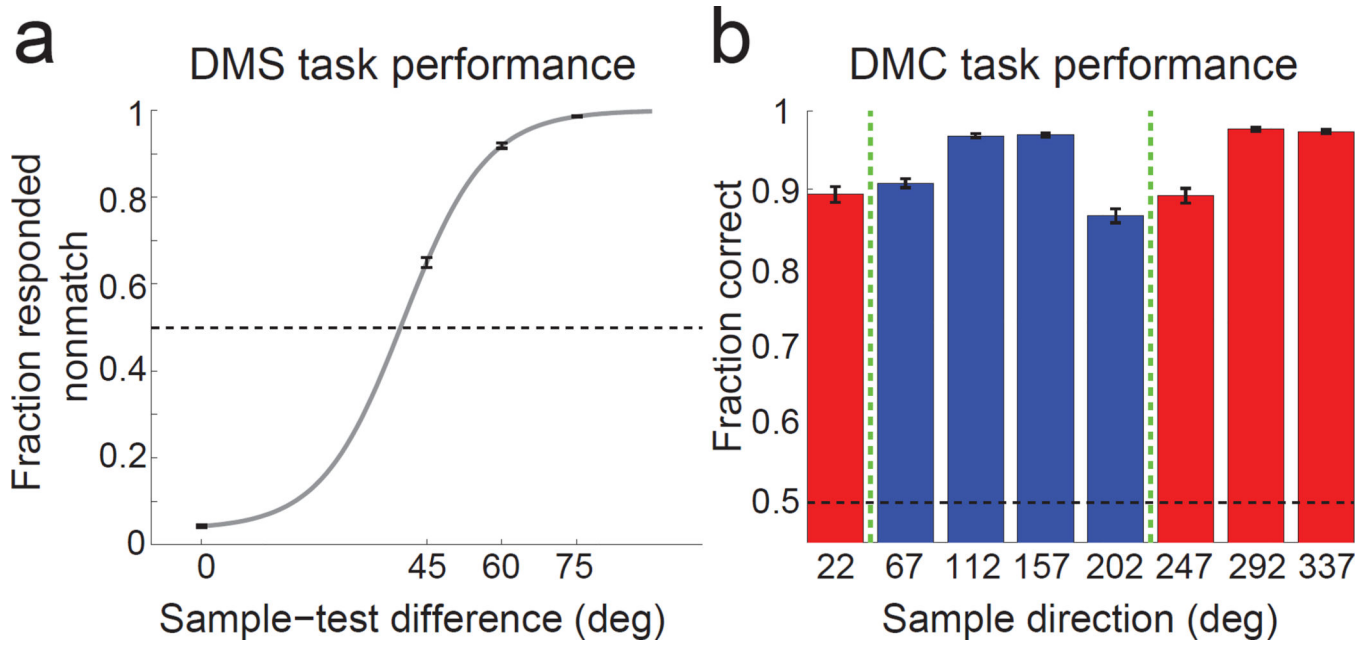 a
DMS task performance
Fraction responded
nonmatch
1
0.8
0.6
0.4
0.2
0
0 45 60 75
Sample−test difference (deg)
b
DMC task performance
Fraction correct
1
0.9
0.8
0.7
0.6
0.5
22 67 112 157 202 247 292 337
Sample direction (deg)